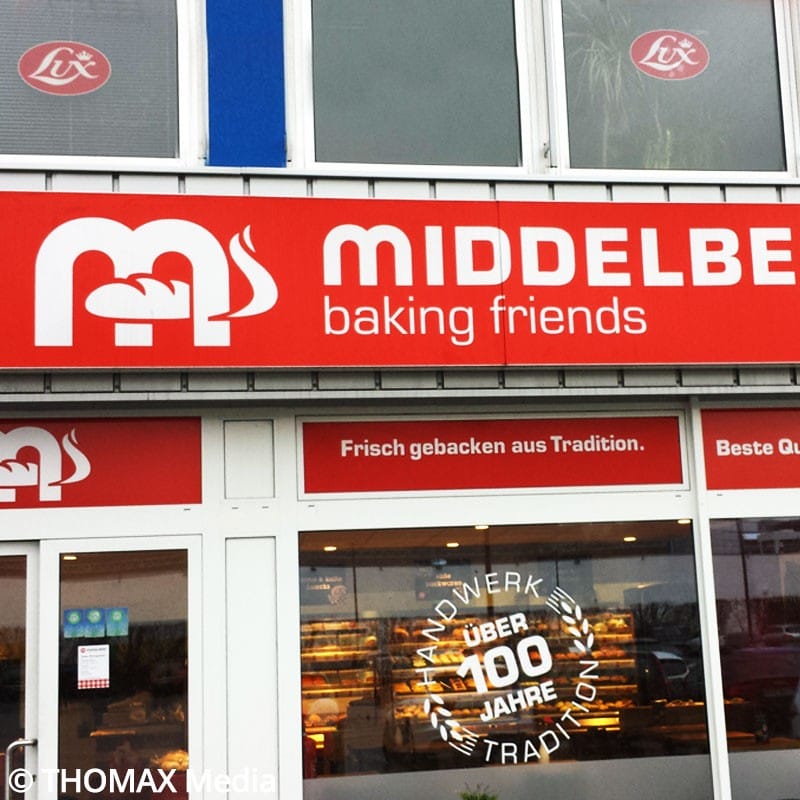 Lux
Lux
MIDDELBE
baking friends
Frisch gebacken aus Tradition.
Beste Qu
HANDWERK
ÜBER
100
JAHRE
TRADITION
© THOMAX Media